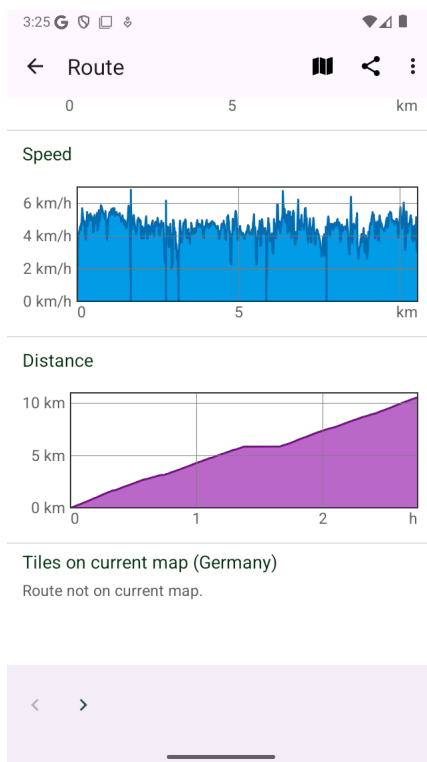 3:25
Route
0 5 km
Speed
6 km/h
4 km/h
2 km/h
0 km/h
0 5 km
Distance
10 km
5 km
0 km
0 1 2 h
Tiles on current map (Germany)
Route not on current map.